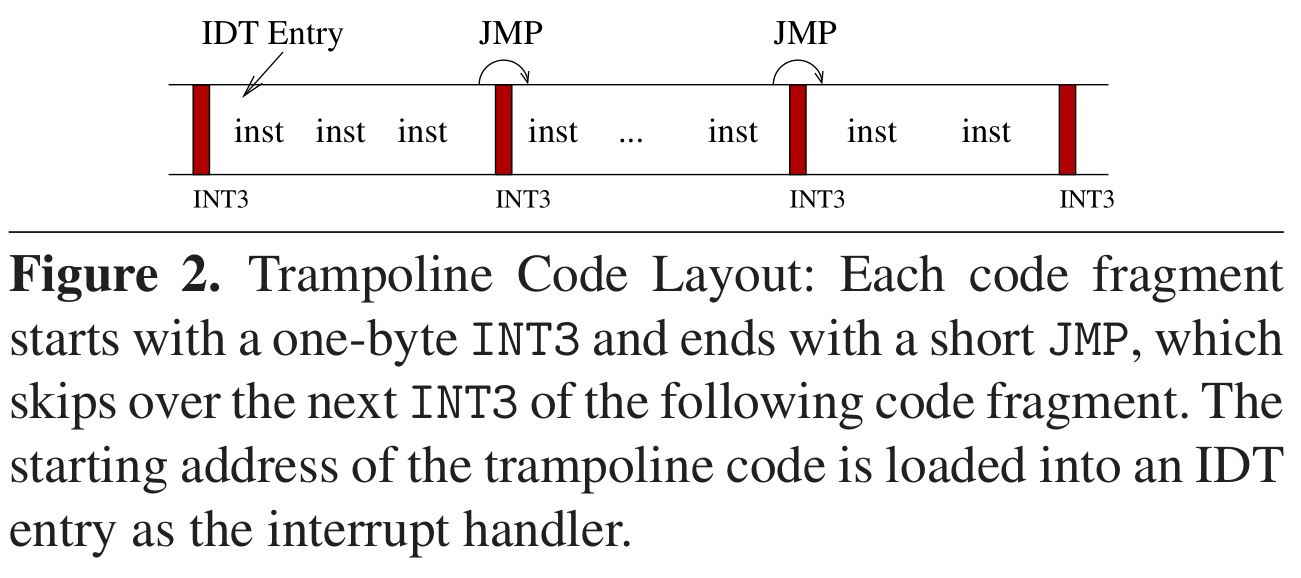 IDT Entry JMP JMP
inst inst inst inst ... inst inst inst
INT3 INT3 INT3 INT3
Figure 2. Trampoline Code Layout: Each code fragment
starts with a one-byte INT3 and ends with a short JMP, which
skips over the next INT3 of the following code fragment. The
starting address of the trampoline code is loaded into an IDT
entry as the interrupt handler.